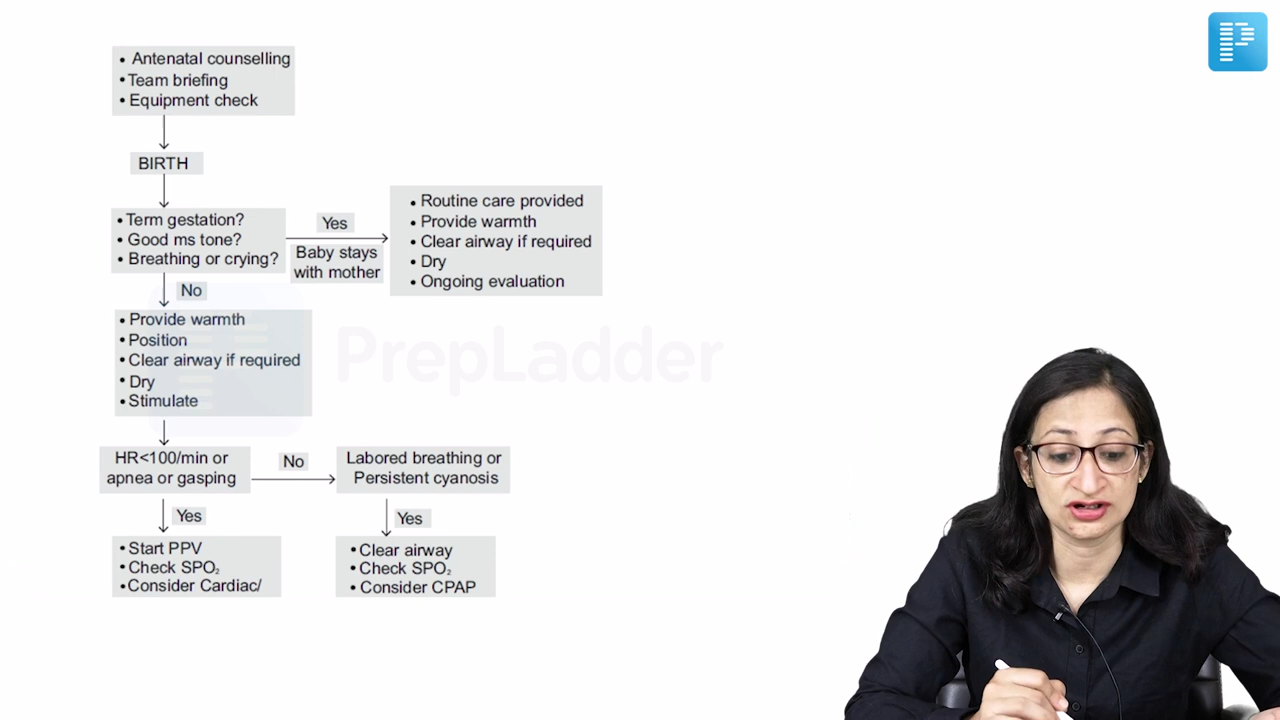 • Antenatal counselling
• Team briefing
• Equipment check
BIRTH
• Term gestation?
• Good ms tone?
• Breathing or crying?
Yes
Baby stays
with mother
• Routine care provided
• Provide warmth
• Clear airway if required
• Dry
• Ongoing evaluation
No
• Provide warmth
• Position
• Clear airway if required
• Dry
• Stimulate
PrepLadder
HR<100/min or
apnea or gasping
No
Labored breathing or
Persistent cyanosis
Yes
Yes
• Start PPV
• Check SPO₂
• Consider Cardiac/
• Clear airway
• Check SPO₂
• Consider CPAP